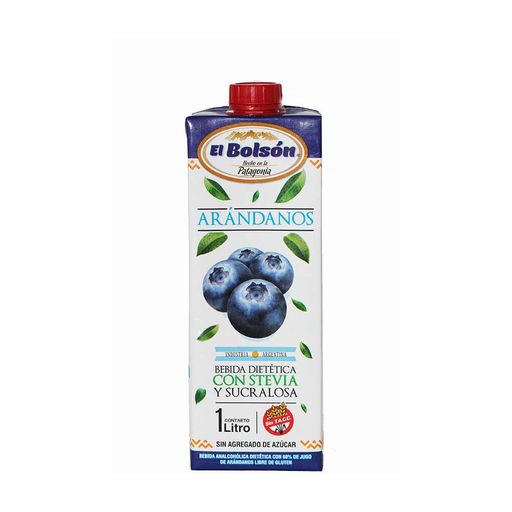 El Bolsón
Hecho en la
Patagonia
ARÁNDANOS
INDUSTRIA ARGENTINA
BEBIDA DIETÉTICA
CON STEVIA
Y SUCRALOSA
1 CONT.NETO
Litro
Sin T.A.C.C.
SIN AGREGADO DE AZÚCAR
BEBIDA ANALCOHÓLICA DIETÉTICA CON 60% DE JUGO
DE ARÁNDANOS LIBRE DE GLUTEN